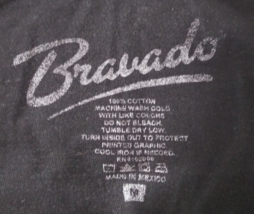 Bravado
100% COTTON
MACHINE WASH COLD
WITH LIKE COLORS
DO NOT BLEACH.
TUMBLE DRY LOW.
TURN INSIDE OUT TO PROTECT
PRINTED GRAPHIC
COOL IRON IF NEEDED.
MADE IN MEXICO
M